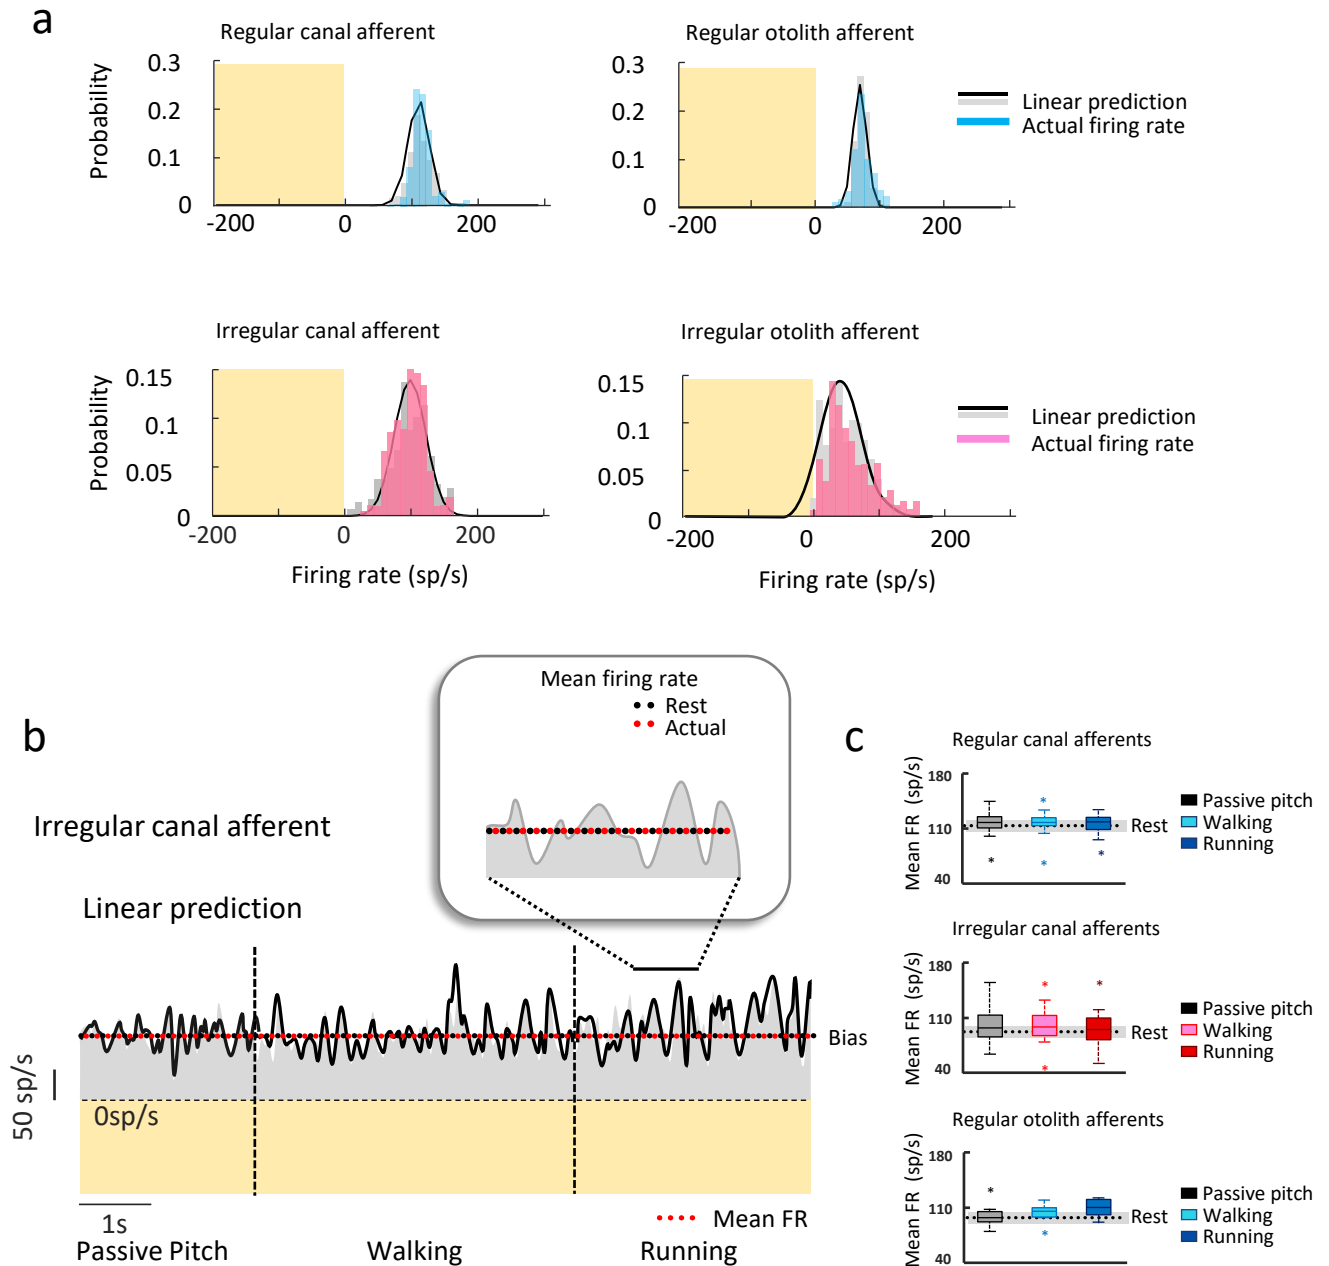 a
Regular canal afferent
Regular otolith afferent
Probability
0.3
0.2
0.1
0
-200
0
200
0.3
0.2
0.1
0
-200
0
200
Linear prediction
Actual firing rate
Irregular canal afferent
Irregular otolith afferent
Probability
0.15
0.1
0.05
0
-200
0
200
Firing rate (sp/s)
0.15
0.1
0.05
0
-200
0
200
Firing rate (sp/s)
Linear prediction
Actual firing rate
b
Mean firing rate
Rest
Actual
Irregular canal afferent
Linear prediction
Bias
50 sp/s
0sp/s
1s
Mean FR
Passive Pitch
Walking
Running
c
Regular canal afferents
Mean FR (sp/s)
180
110
40
Rest
Passive pitch
Walking
Running
Irregular canal afferents
Mean FR (sp/s)
180
110
40
Rest
Passive pitch
Walking
Running
Regular otolith afferents
Mean FR (sp/s)
180
110
40
Rest
Passive pitch
Walking
Running